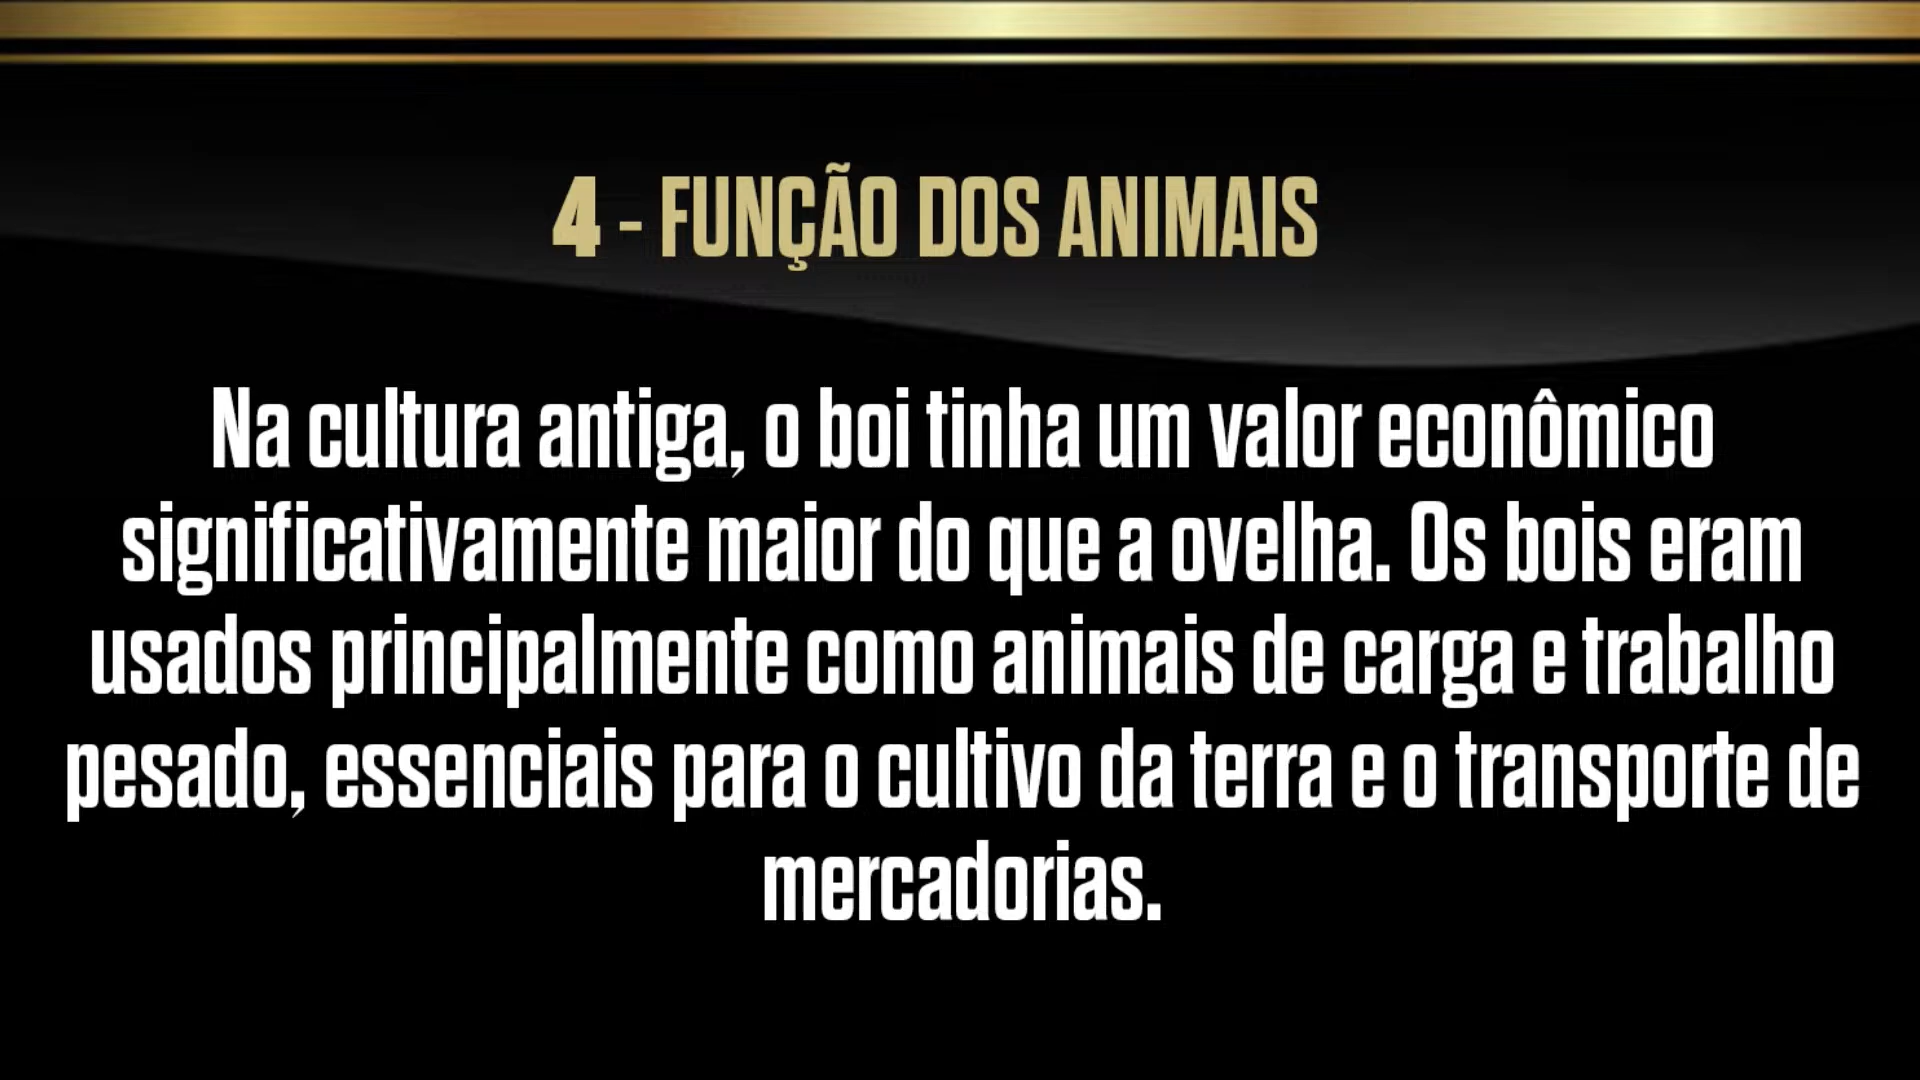 4 - FUNÇÃO DOS ANIMAIS
Na cultura antiga, o boi tinha um valor econômico
significativamente maior do que a ovelha. Os bois eram
usados principalmente como animais de carga e trabalho
pesado, essenciais para o cultivo da terra e o transporte de
mercadorias.